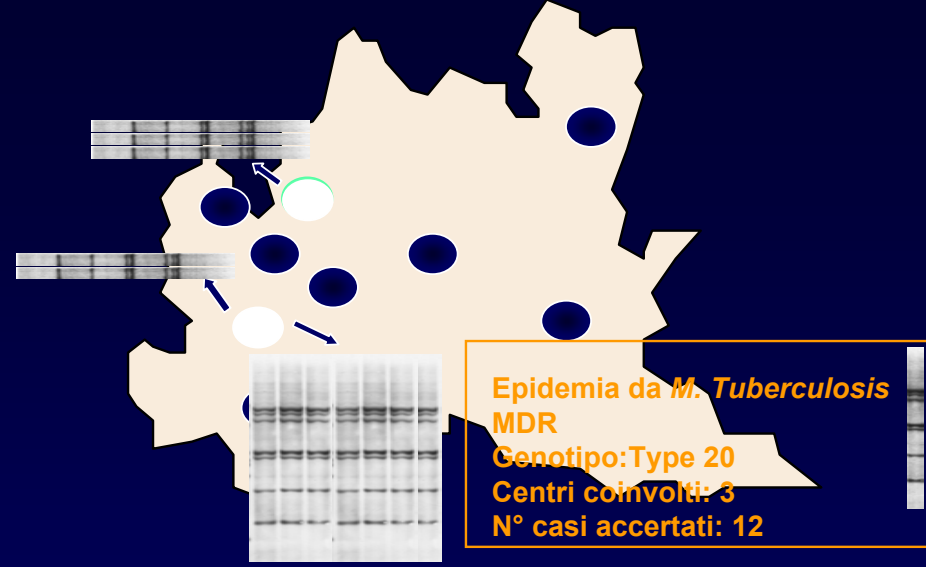 Epidemia da M. Tuberculosis
MDR
Genotipo:Type 20
Centri coinvolti: 3
N° casi accertati: 12